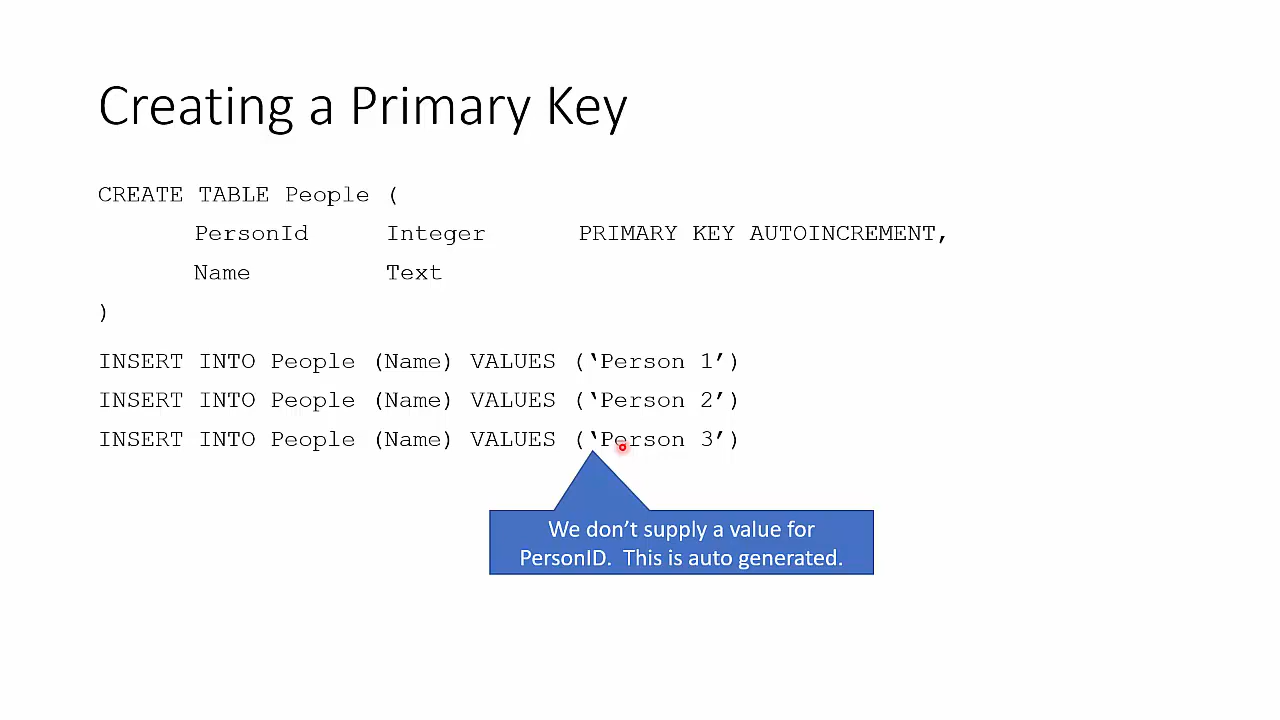 Creating a Primary Key
CREATE TABLE People (
PersonId Integer PRIMARY KEY AUTOINCREMENT,
Name Text
)
INSERT INTO People (Name) VALUES (‘Person 1’)
INSERT INTO People (Name) VALUES (‘Person 2’)
INSERT INTO People (Name) VALUES (‘Person 3’)
We don’t supply a value for
PersonID. This is auto generated.